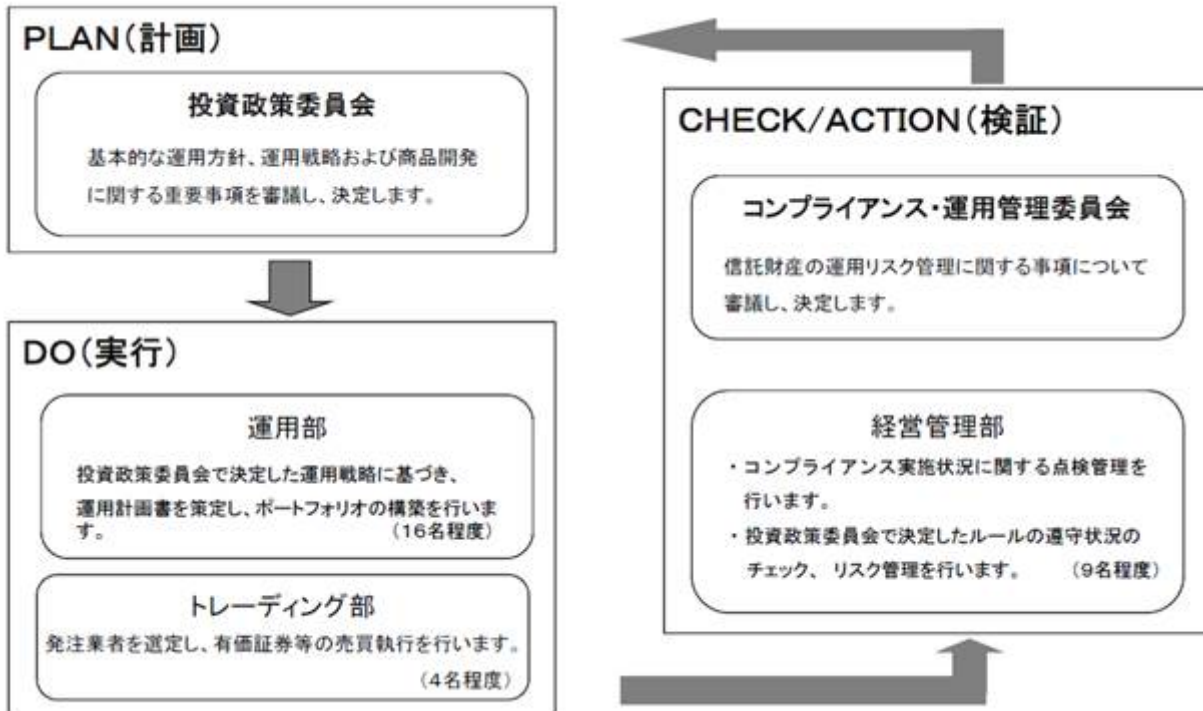 PLAN(計画)
投資政策委員会
基本的な運用方針、運用戦略および商品開発
に関する重要事項を審議し、決定します。
DO(実行)
運用部
投資政策委員会で決定した運用戦略に基づき、
運用計画書を策定し、ポートフォリオの構築を行いま
す。 (16名程度)
トレーディング部
発注業者を選定し、有価証券等の売買執行を行います。
(4名程度)
CHECK/ACTION(検証)
コンプライアンス・運用管理委員会
信託財産の運用リスク管理に関する事項について
審議し、決定します。
経営管理部
・コンプライアンス実施状況に関する点検管理を
行います。
・投資政策委員会で決定したルールの遵守状況の
チェック、 リスク管理を行います。 (9名程度)